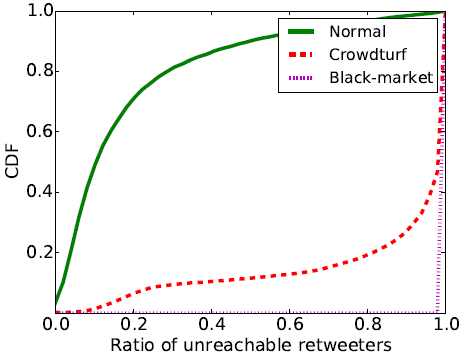 1.0
0.8
0.6
0.4
0.2
CDF
Normal
Crowdturf
Black-market
0.0 0.2 0.4 0.6 0.8 1.0
Ratio of unreachable retweeters